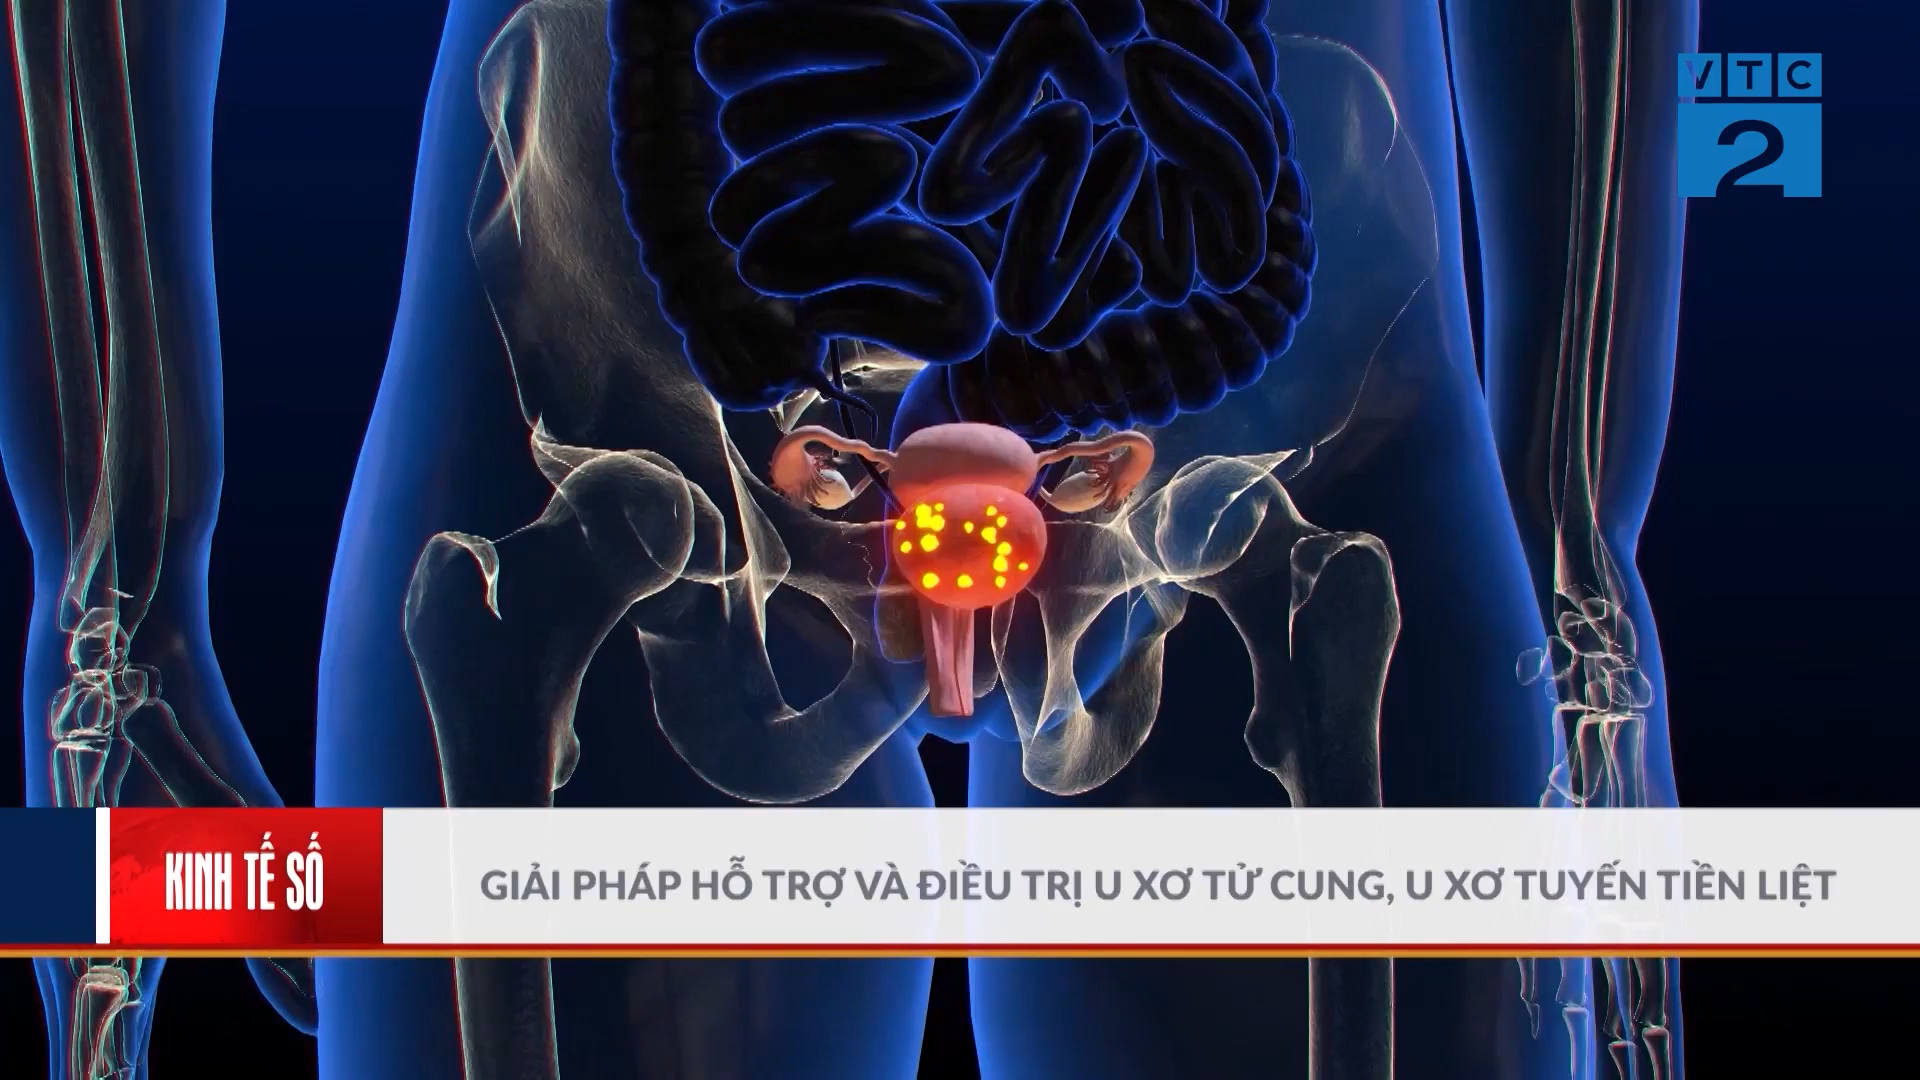 VTC
2
KINH TẾ SỐ
GIẢI PHÁP HỖ TRỢ VÀ ĐIỀU TRỊ U XƠ TỬ CUNG, U XƠ TUYẾN TIỀN LIỆT